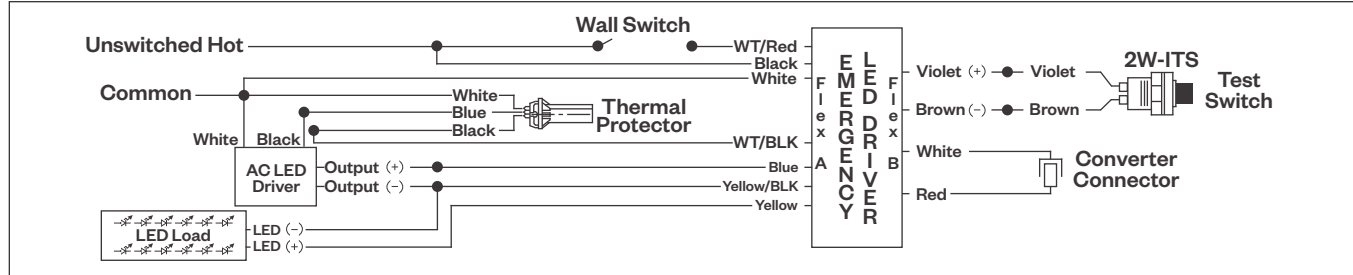 Unswitched Hot
Wall Switch
WT/Red
Black
White
Common
White
Blue
Black
Thermal
Protector
White
Black
WT/BLK
AC LED
Driver
Output (+)
Output (-)
Blue
Yellow/BLK
Yellow
LED Load
LED (-)
LED (+)
Flex A
EMERGENCY
LED DRIVER
Flex B
Violet (+)
Violet
Brown (-)
Brown
2W-ITS
Test
Switch
White
Red
Converter
Connector